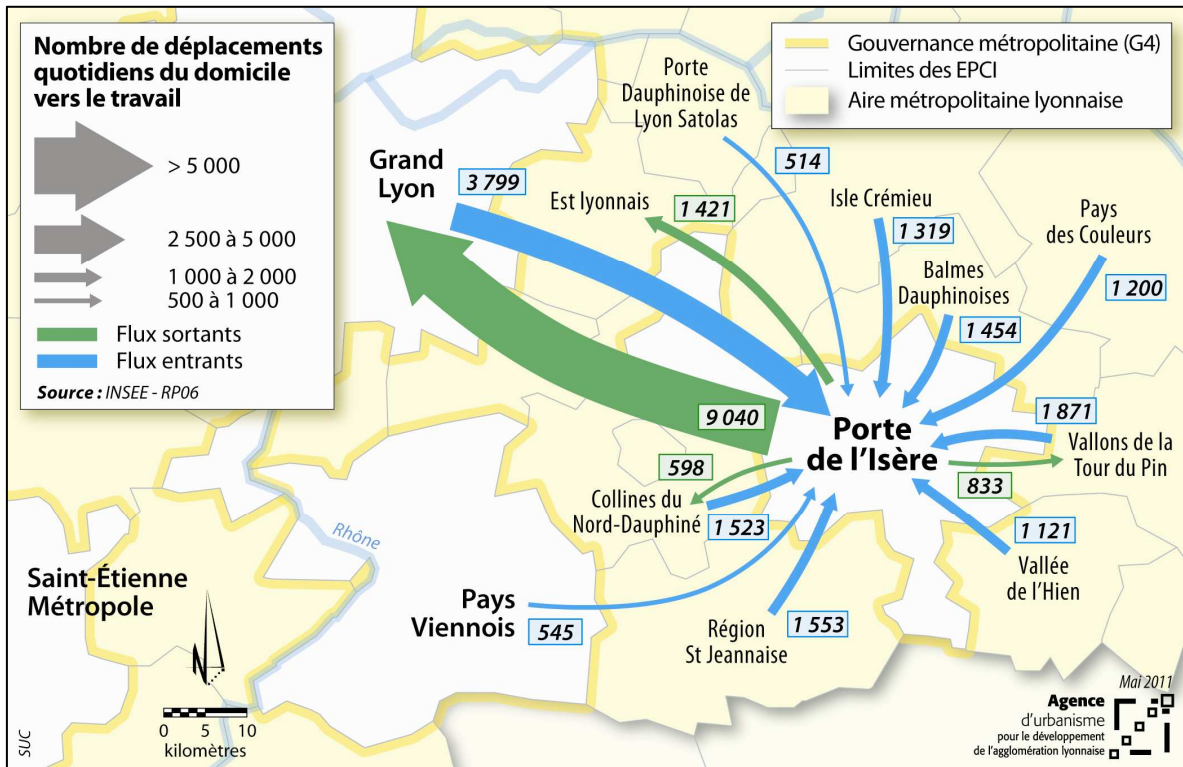 Nombre de déplacements
quotidiens du domicile
vers le travail
> 5 000
2 500 à 5 000
1 000 à 2 000
500 à 1 000
Flux sortants
Flux entrants
Source : INSEE - RP06
Gouvernance métropolitaine (G4)
Limites des EPCI
Aire métropolitaine lyonnaise
Porte
Dauphinoise de
Lyon Satolas
514
Grand
Lyon
3 799
Est lyonnais
1 421
Isle Crémieu
1 319
Pays
des Couleurs
1 200
Balmes
Dauphinoises
1 454
9 040
Porte
de l'Isère
1 871
Vallons de la
Tour du Pin
833
598
Collines du
Nord-Dauphiné
1 523
1 121
Vallée
de l'Hien
Rhône
Saint-Étienne
Métropole
Pays
Viennois
545
Région
St Jeannaise
1 553
N
0 5 10
kilomètres
SUC
Mai 2011
Agence
d'urbanisme
pour le développement
de l'agglomération lyonnaise